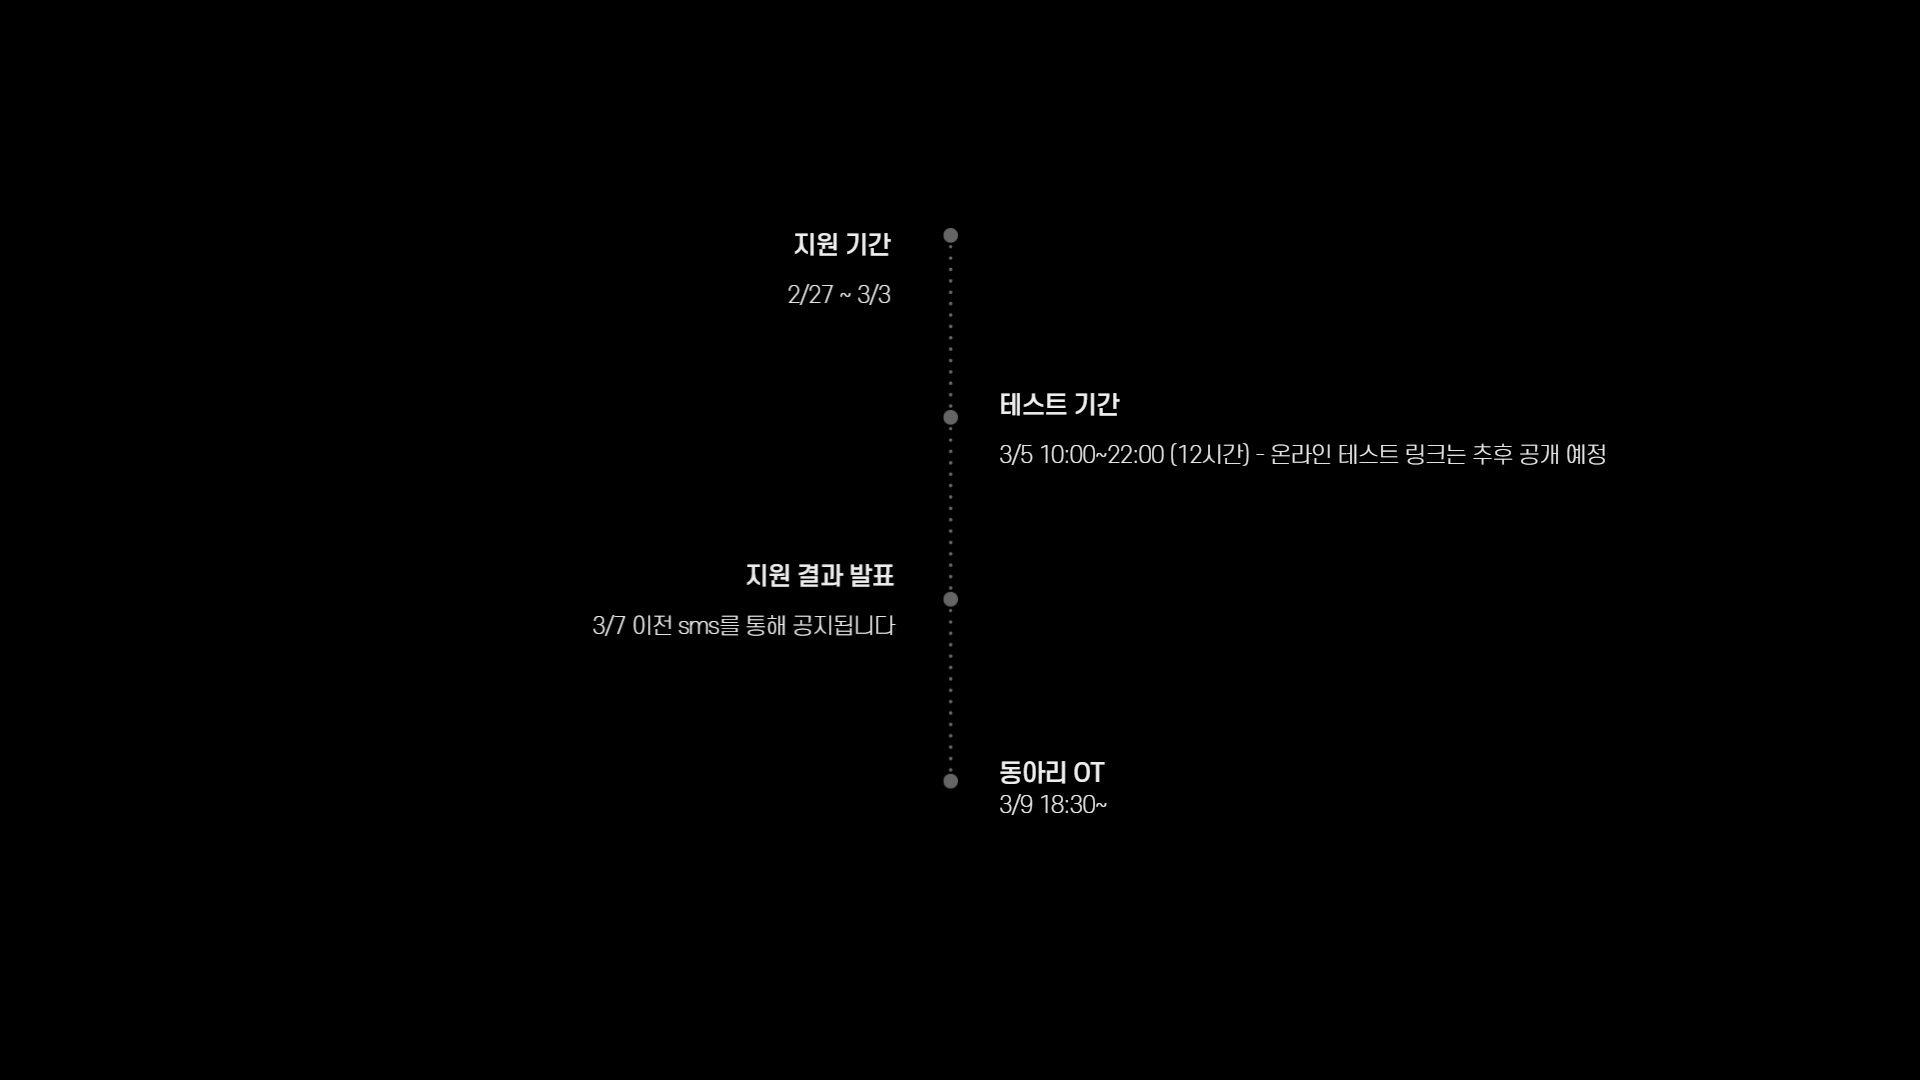 지원 기간
2/27 ~ 3/3
테스트 기간
3/5 10:00~22:00 (12시간) - 온라인 테스트 링크는 추후 공개 예정
지원 결과 발표
3/7 이전 sms를 통해 공지됩니다
동아리 OT
3/9 18:30~